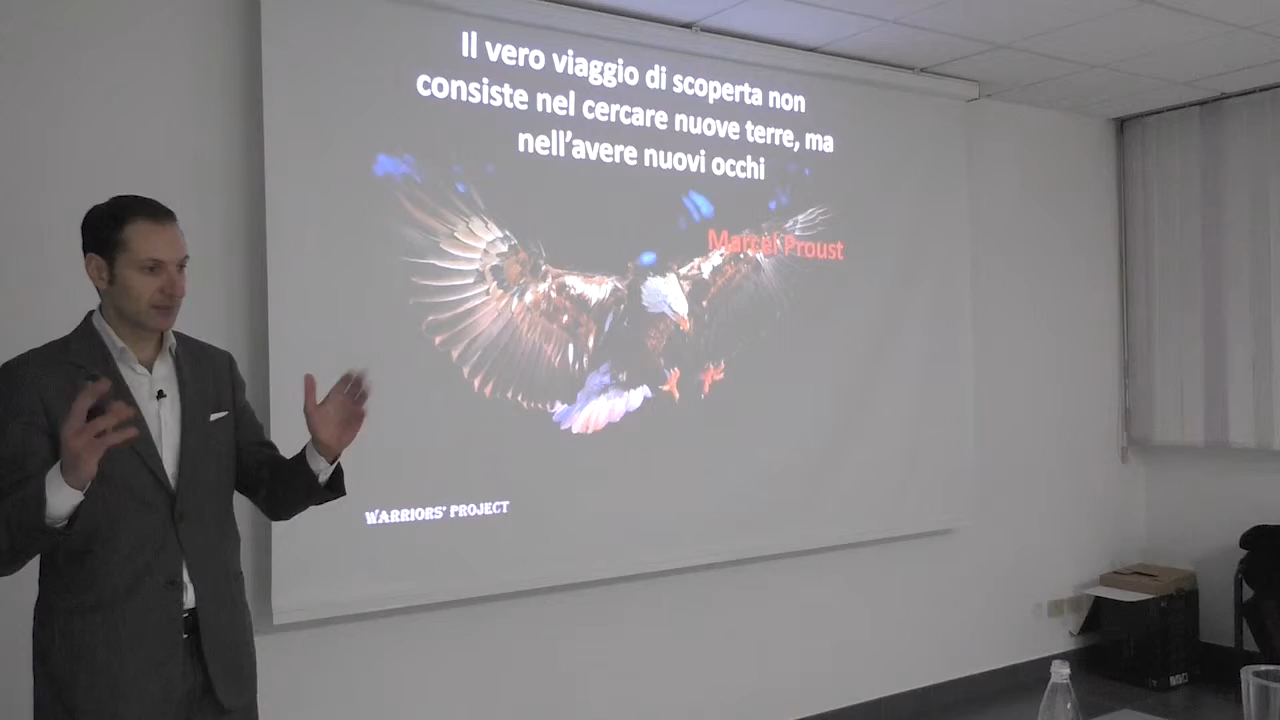 Il vero viaggio di scoperta non
consiste nel cercare nuove terre, ma
nell'avere nuovi occhi
Marcel Proust
WARRIORS' PROJECT